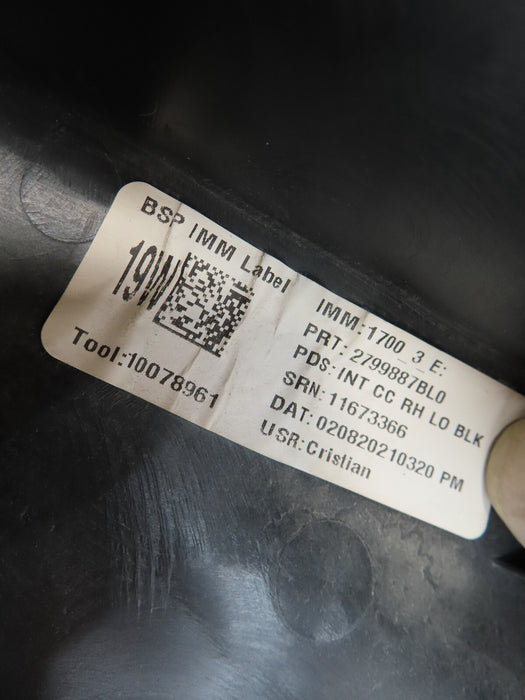 BSP IMM Label
19W
Tool:10078961
IMM:1700_3_E:
PRT: 2799887BL0
PDS: INT CC RH LO BLK
SRN: 11673366
DAT: 020820210320 PM
USR: Cristian